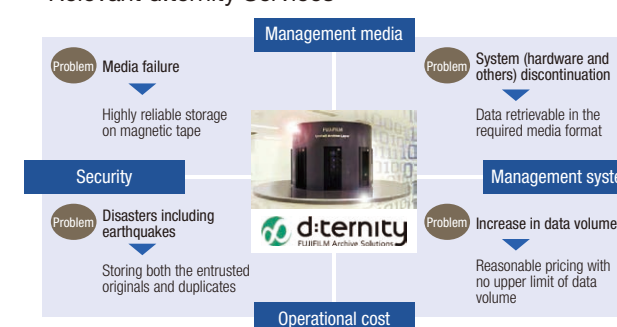 Relevant d:ternity Services
Management media
Problem
Media failure
Highly reliable storage
on magnetic tape
Problem
System (hardware and
others) discontinuation
Data retrievable in the
required media format
Security
FUJIFILM
d:ternity
FUJIFILM Archive Solutions
Management syste
Problem
Disasters including
earthquakes
Storing both the entrusted
originals and duplicates
Problem
Increase in data volume
Reasonable pricing with
no upper limit of data
volume
Operational cost